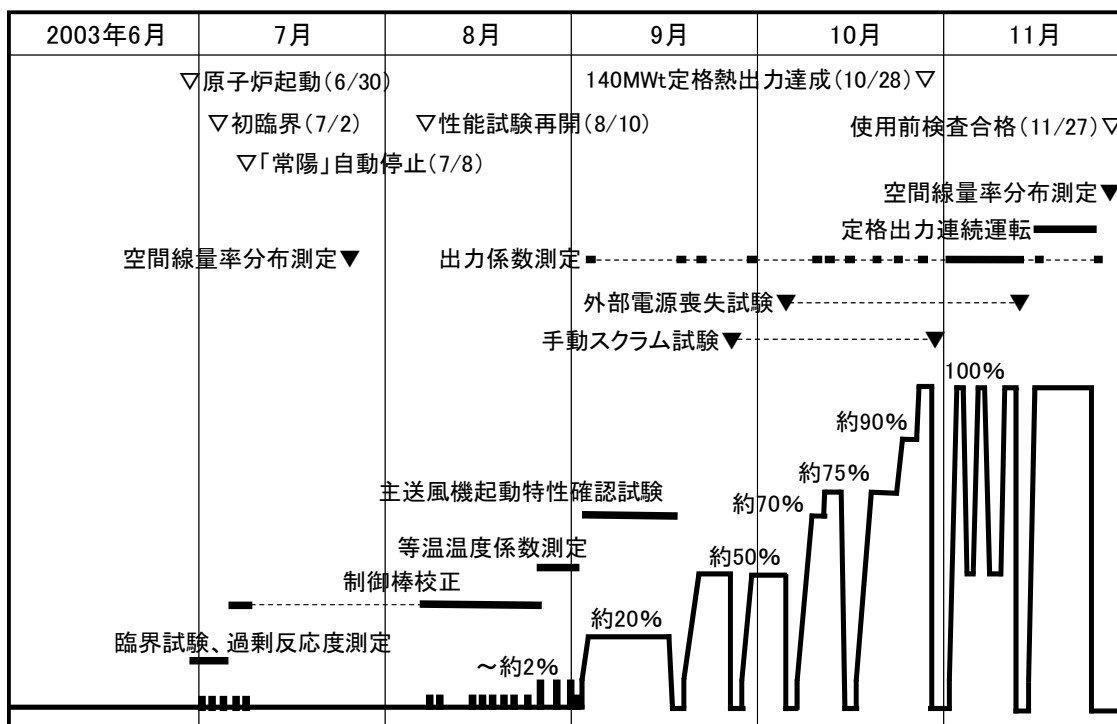 2003年6月 7月 8月 9月 10月 11月
▽原子炉起動(6/30) 140MWt定格熱出力達成(10/28)▽
▽初臨界(7/2) ▽性能試験再開(8/10) 使用前検査合格(11/27)▽
▽「常陽」自動停止(7/8)
空間線量率分布測定▼
定格出力連続運転
空間線量率分布測定▼ 出力係数測定
外部電源喪失試験▼ ▼
手動スクラム試験▼ ▼
100%
約90%
約75%
主送風機起動特性確認試験 約70%
等温温度係数測定 約50%
制御棒校正
約20%
臨界試験、過剰反応度測定
～約2%